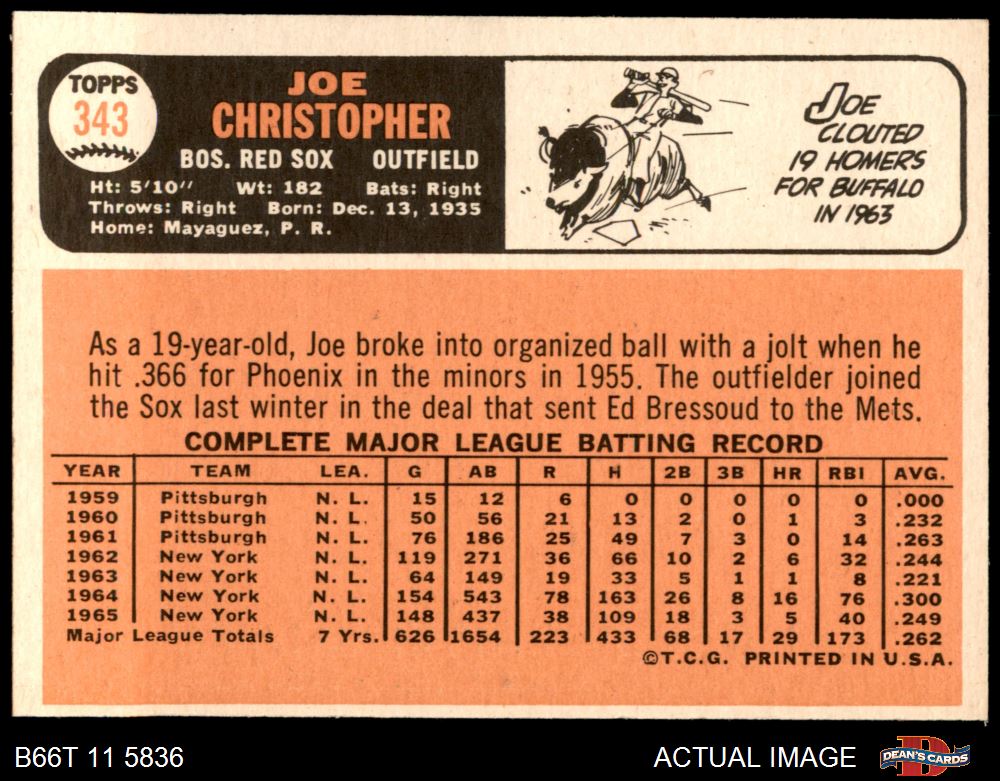 TOPPS
343
JOE
CHRISTOPHER
BOS. RED SOX OUTFIELD
Ht: 5'10" Wt: 182 Bats: Right
Throws: Right Born: Dec. 13, 1935
Home: Mayaguez, P. R.
JOE
CLOUTED
19 HOMERS
FOR BUFFALO
IN 1963
As a 19-year-old, Joe broke into organized ball with a jolt when he
hit .366 for Phoenix in the minors in 1955. The outfielder joined
the Sox last winter in the deal that sent Ed Bressoud to the Mets.
COMPLETE MAJOR LEAGUE BATTING RECORD
YEAR TEAM LEA. G AB R H 2B 3B HR RBI AVG.
1959 Pittsburgh N. L. 15 12 6 0 0 0 0 0 .000
1960 Pittsburgh N. L. 50 56 21 13 2 0 1 3 .232
1961 Pittsburgh N. L. 76 186 25 49 7 3 0 14 .263
1962 New York N. L. 119 271 36 66 10 2 6 32 .244
1963 New York N. L. 64 149 19 33 5 1 1 8 .221
1964 New York N. L. 154 543 78 163 26 8 16 76 .300
1965 New York N. L. 148 437 38 109 18 3 5 40 .249
Major League Totals 7 Yrs. 626 1654 223 433 68 17 29 173 .262
©T.C.G. PRINTED IN U.S.A.
B66T 11 5836
ACTUAL IMAGE
DEAN'S CARDS